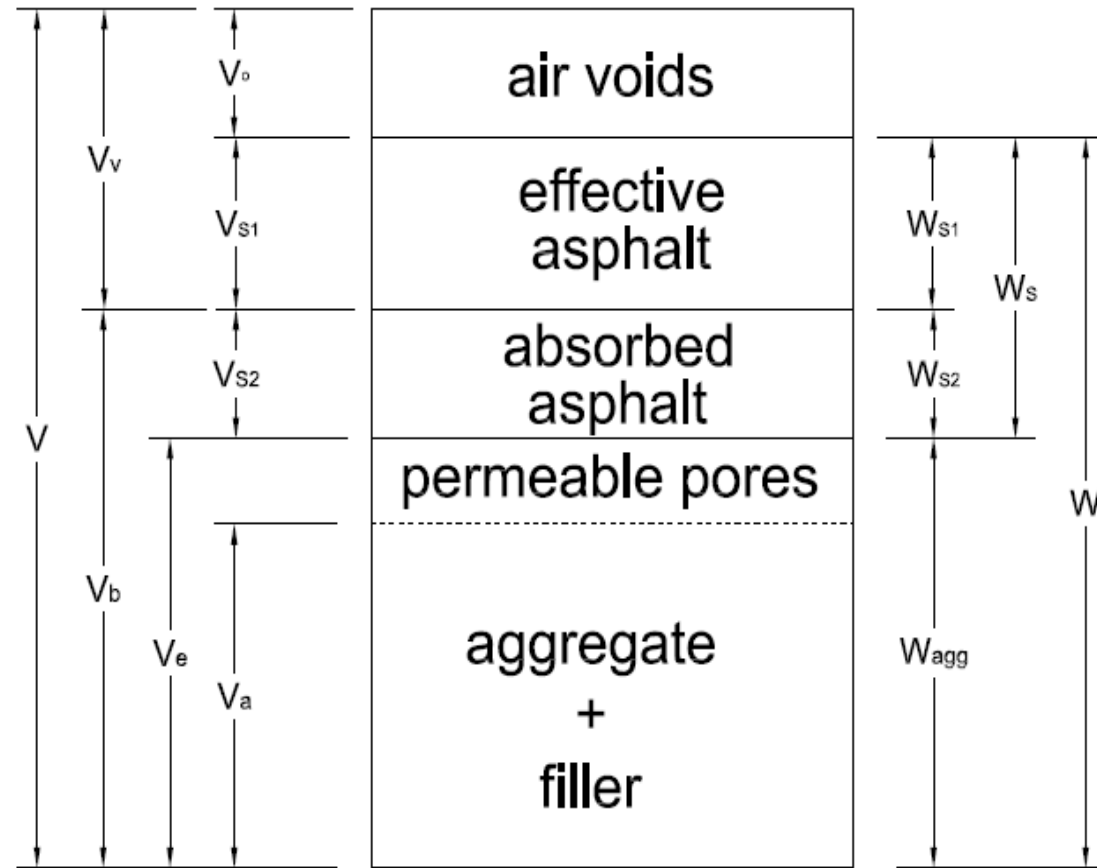 air voids
effective
asphalt
absorbed
asphalt
permeable pores
aggregate
+
filler
V
Vv
Vb
Ve
Vo
VS1
VS2
Va
WS1
WS2
Wagg
WS
W